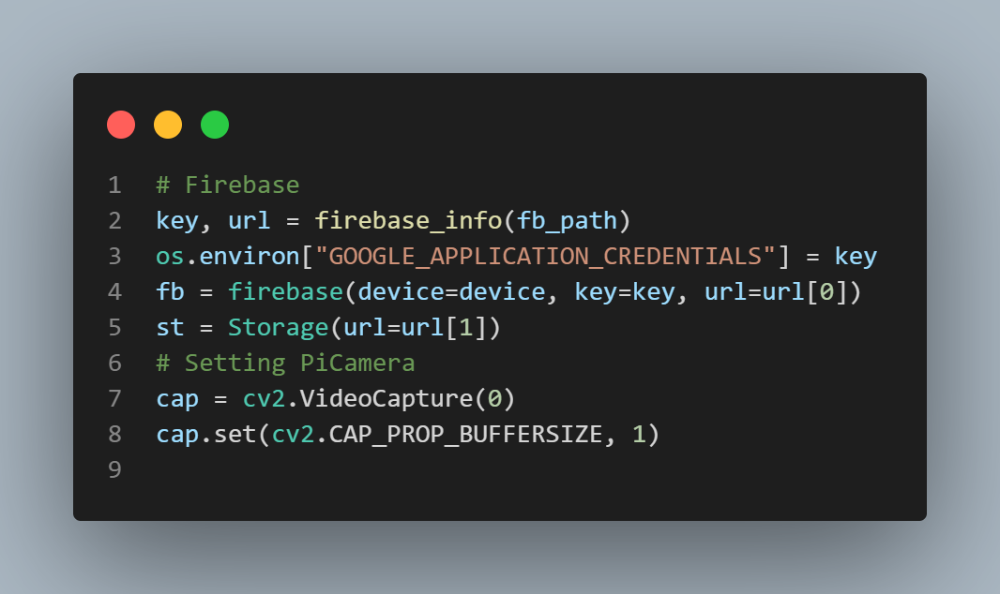 1 # Firebase
2 key, url = firebase_info(fb_path)
3 os.environ["GOOGLE_APPLICATION_CREDENTIALS"] = key
4 fb = firebase(device=device, key=key, url=url[0])
5 st = Storage(url=url[1])
6 # Setting PiCamera
7 cap = cv2.VideoCapture(0)
8 cap.set(cv2.CAP_PROP_BUFFERSIZE, 1)
9